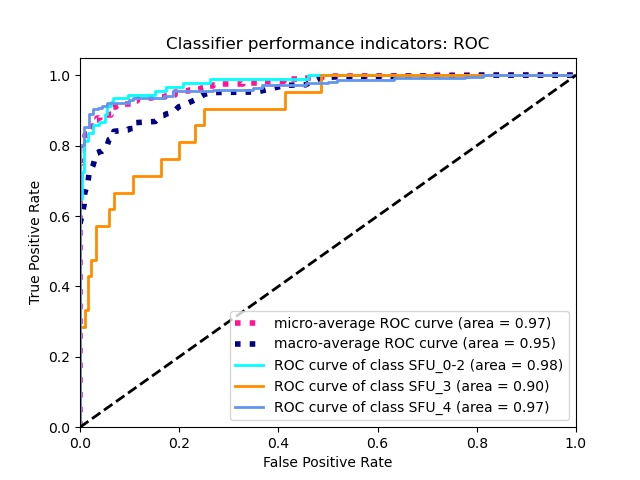 Classifier performance indicators: ROC
True Positive Rate
1.0
0.8
0.6
0.4
0.2
0.0
micro-average ROC curve (area = 0.97)
macro-average ROC curve (area = 0.95)
ROC curve of class SFU_0-2 (area = 0.98)
ROC curve of class SFU_3 (area = 0.90)
ROC curve of class SFU_4 (area = 0.97)
0.0 0.2 0.4 0.6 0.8 1.0
False Positive Rate